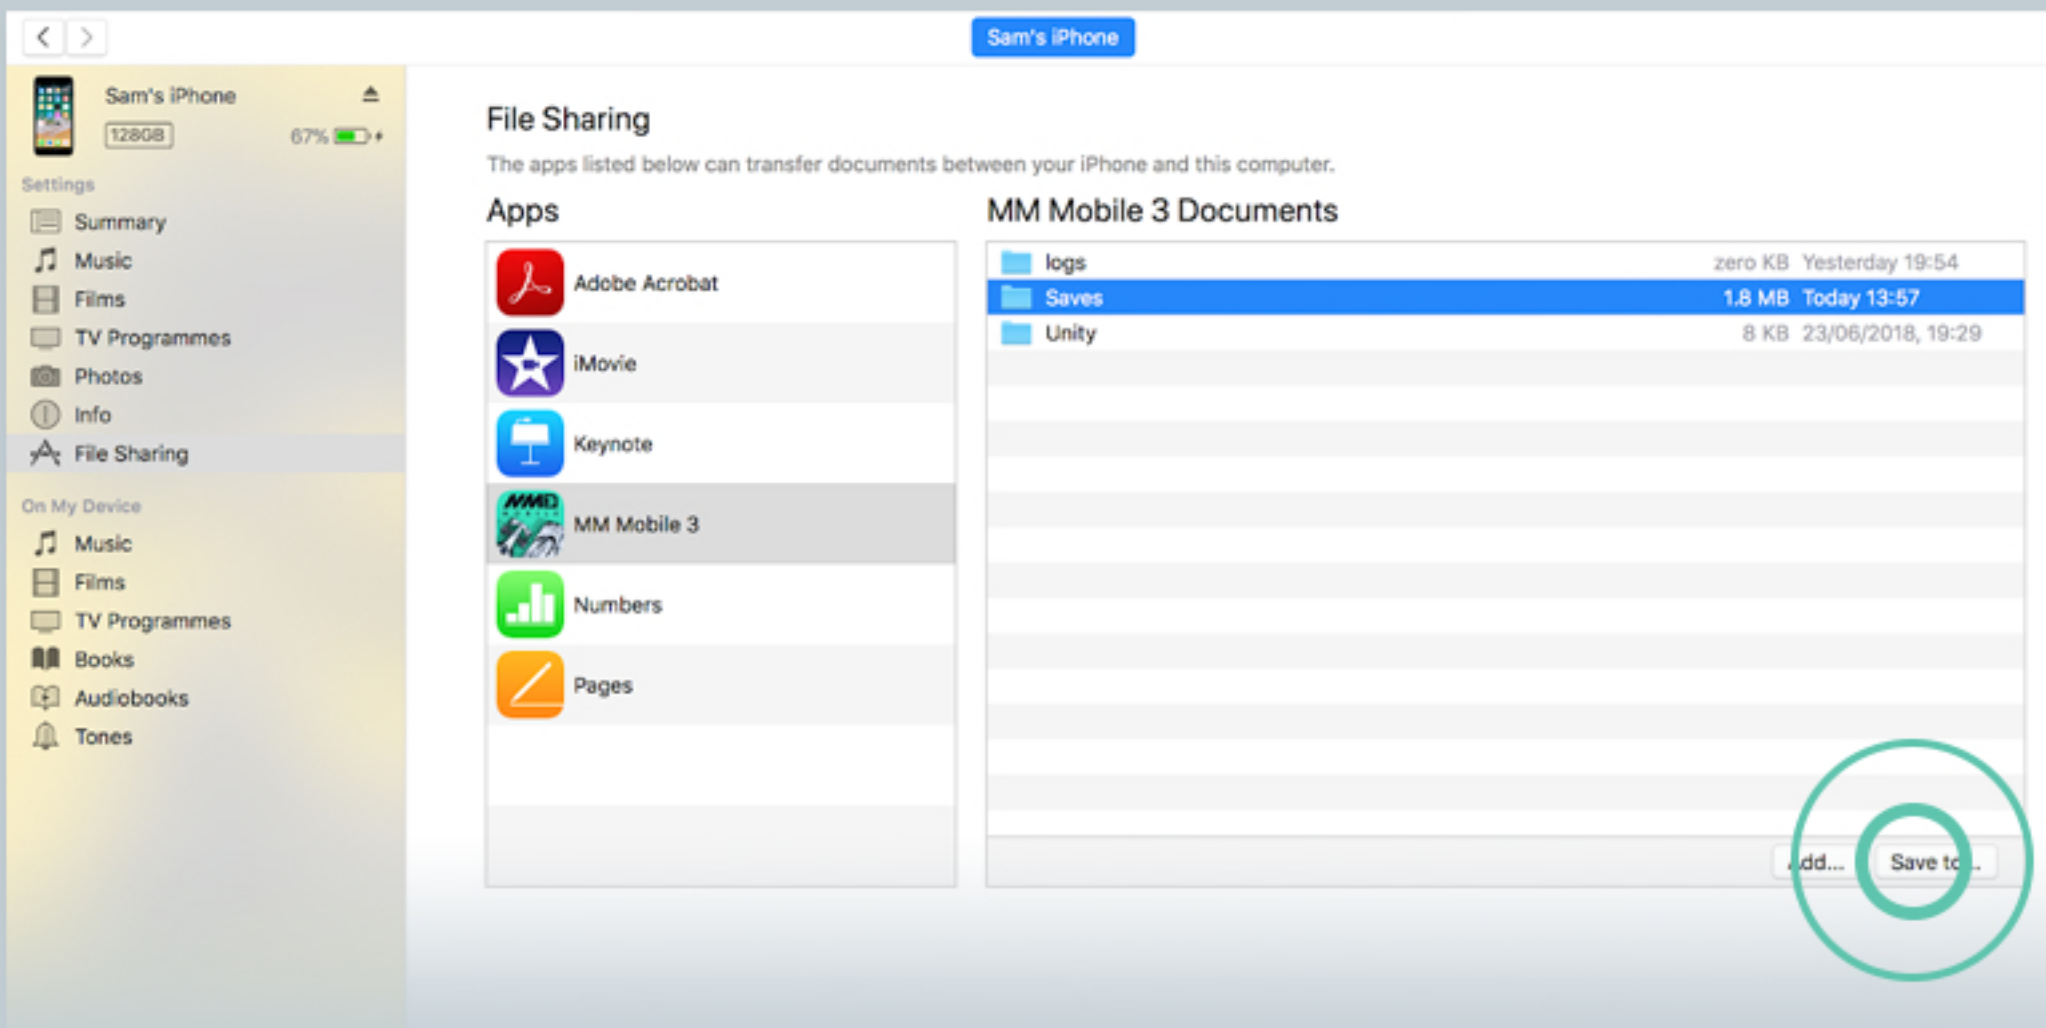 Sam's iPhone
Sam's iPhone
128GB
67%
Settings
Summary
Music
Films
TV Programmes
Photos
Info
File Sharing
On My Device
Music
Films
TV Programmes
Books
Audiobooks
Tones
File Sharing
The apps listed below can transfer documents between your iPhone and this computer.
Apps
Adobe Acrobat
iMovie
Keynote
MM Mobile 3
Numbers
Pages
MM Mobile 3 Documents
logs zero KB Yesterday 19:54
Saves 1.8 MB Today 13:57
Unity 8 KB 23/06/2018, 19:29
Add... Save to...